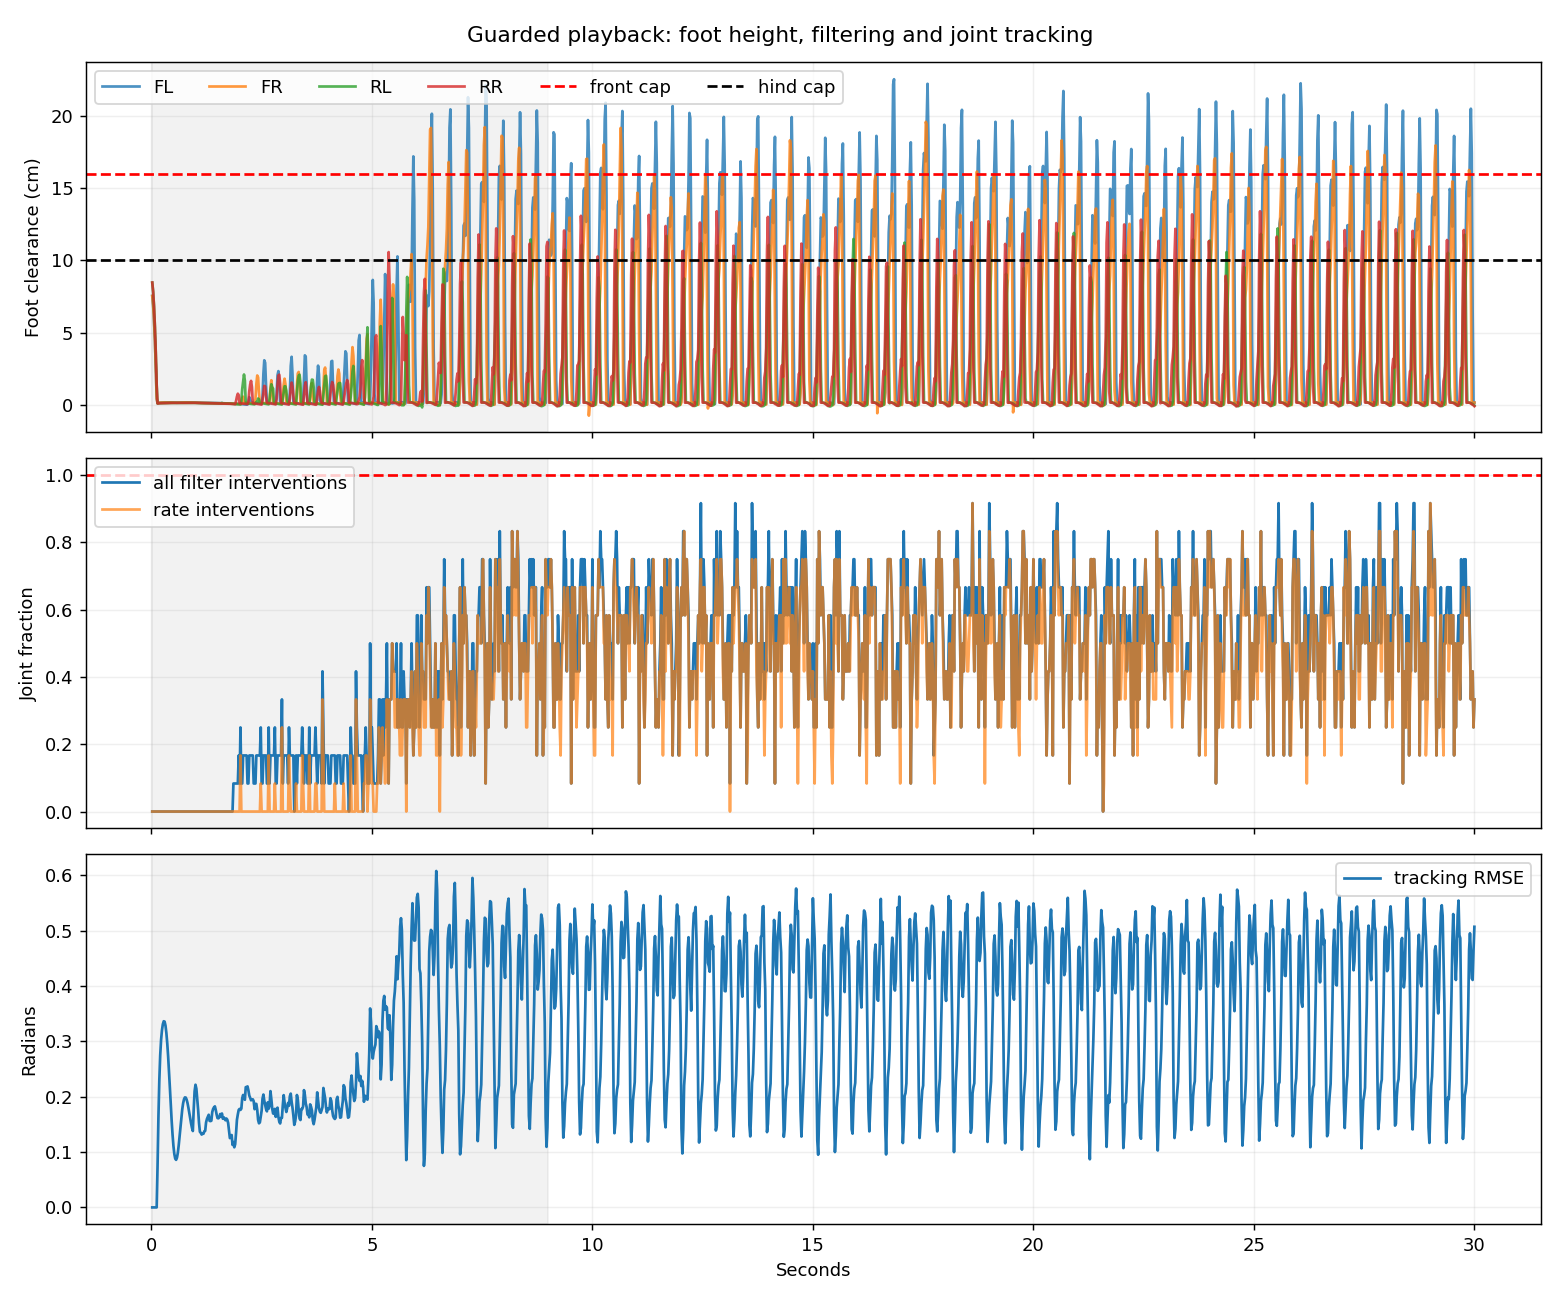 Guarded playback: foot height, filtering and joint tracking
FL FR RL RR front cap hind cap
Foot clearance (cm)
20
15
10
5
0
all filter interventions
rate interventions
Joint fraction
1.0
0.8
0.6
0.4
0.2
0.0
tracking RMSE
Radians
0.6
0.5
0.4
0.3
0.2
0.1
0.0
0 5 10 15 20 25 30
Seconds